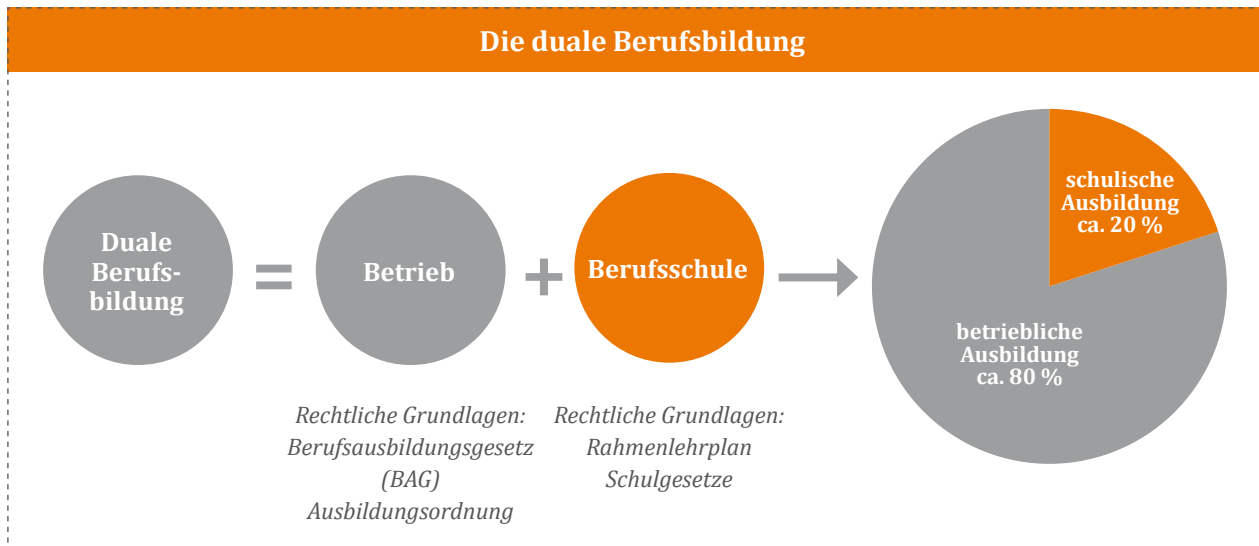 Die duale Berufsbildung
Duale
Berufs-
bildung
=
Betrieb
+
Berufsschule
schulische
Ausbildung
ca. 20 %
betriebliche
Ausbildung
ca. 80 %
Rechtliche Grundlagen:
Berufsausbildungsgesetz
(BAG)
Ausbildungsordnung
Rechtliche Grundlagen:
Rahmenlehrplan
Schulgesetze